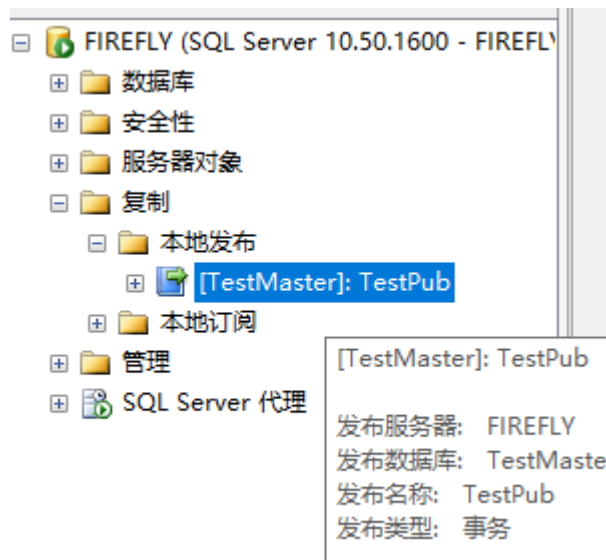 FIREFLY (SQL Server 10.50.1600 - FIREFLY
数据库
安全性
服务器对象
复制
本地发布
[TestMaster]: TestPub
本地订阅
管理
SQL Server 代理
[TestMaster]: TestPub
发布服务器: FIREFLY
发布数据库: TestMaste
发布名称: TestPub
发布类型: 事务